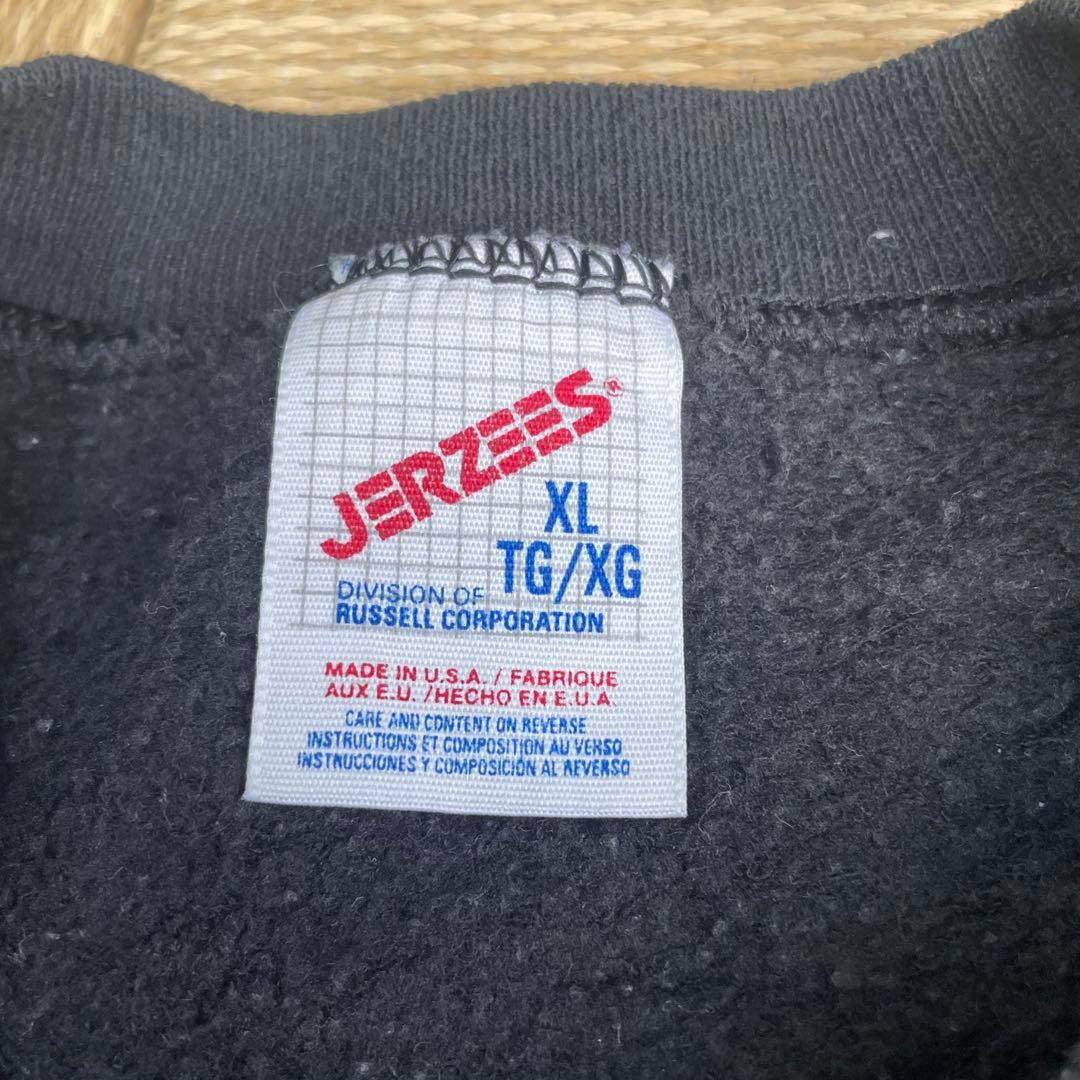 JERZEES®
XL
TG/XG
DIVISION OF
RUSSELL CORPORATION
MADE IN U.S.A. / FABRIQUE
AUX E.U. /HECHO EN E.U.A.
CARE AND CONTENT ON REVERSE
INSTRUCTIONS ET COMPOSITION AU VERSO
INSTRUCCIONES Y COMPOSICIÓN AL REVERSO